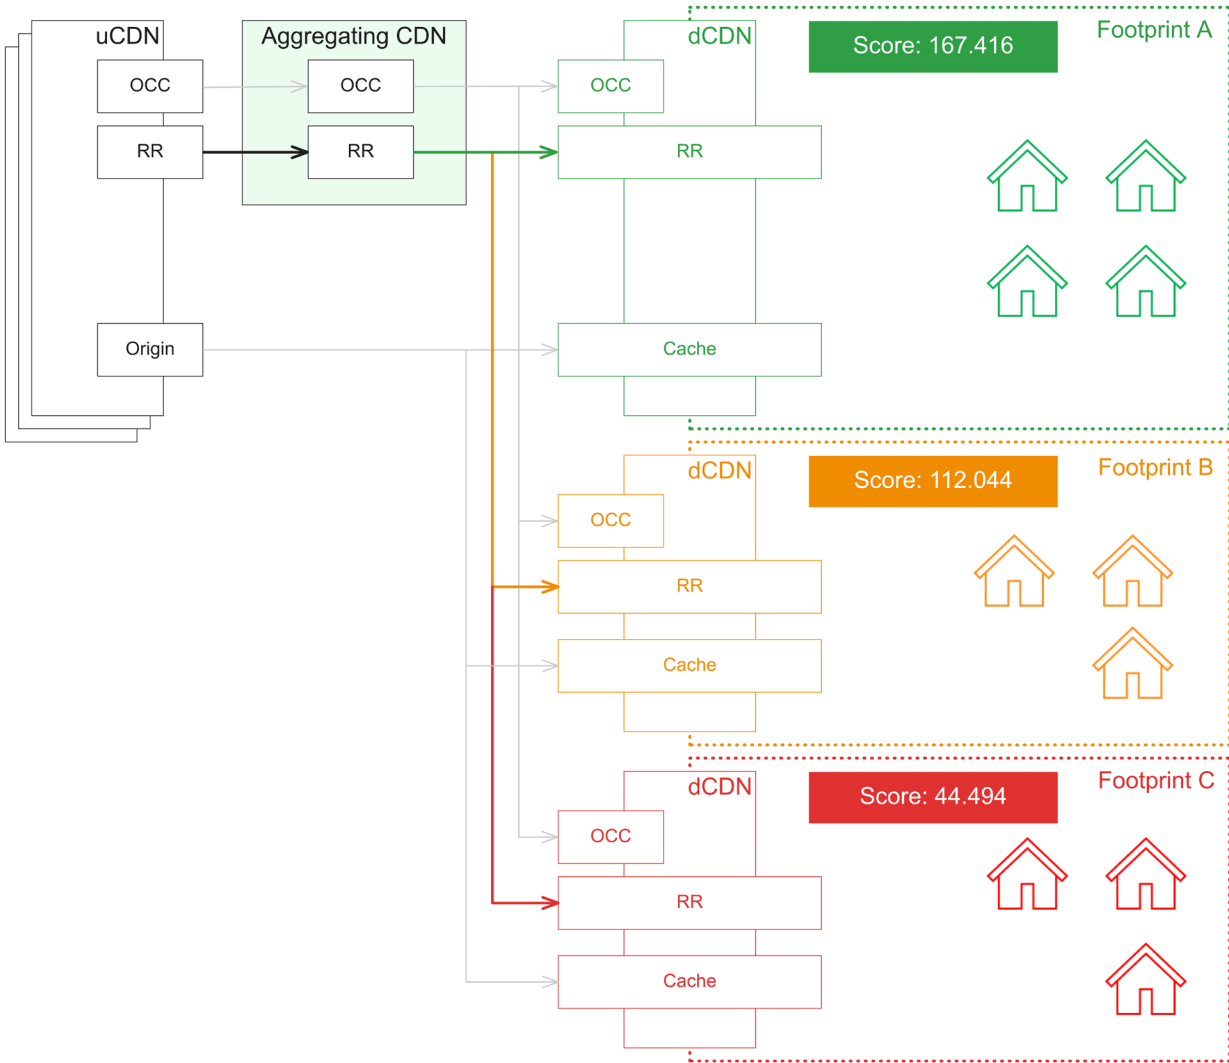 uCDN
OCC
RR
Origin
Aggregating CDN
OCC
RR
dCDN
OCC
RR
Cache
Score: 167.416
Footprint A
dCDN
OCC
RR
Cache
Score: 112.044
Footprint B
dCDN
OCC
RR
Cache
Score: 44.494
Footprint C